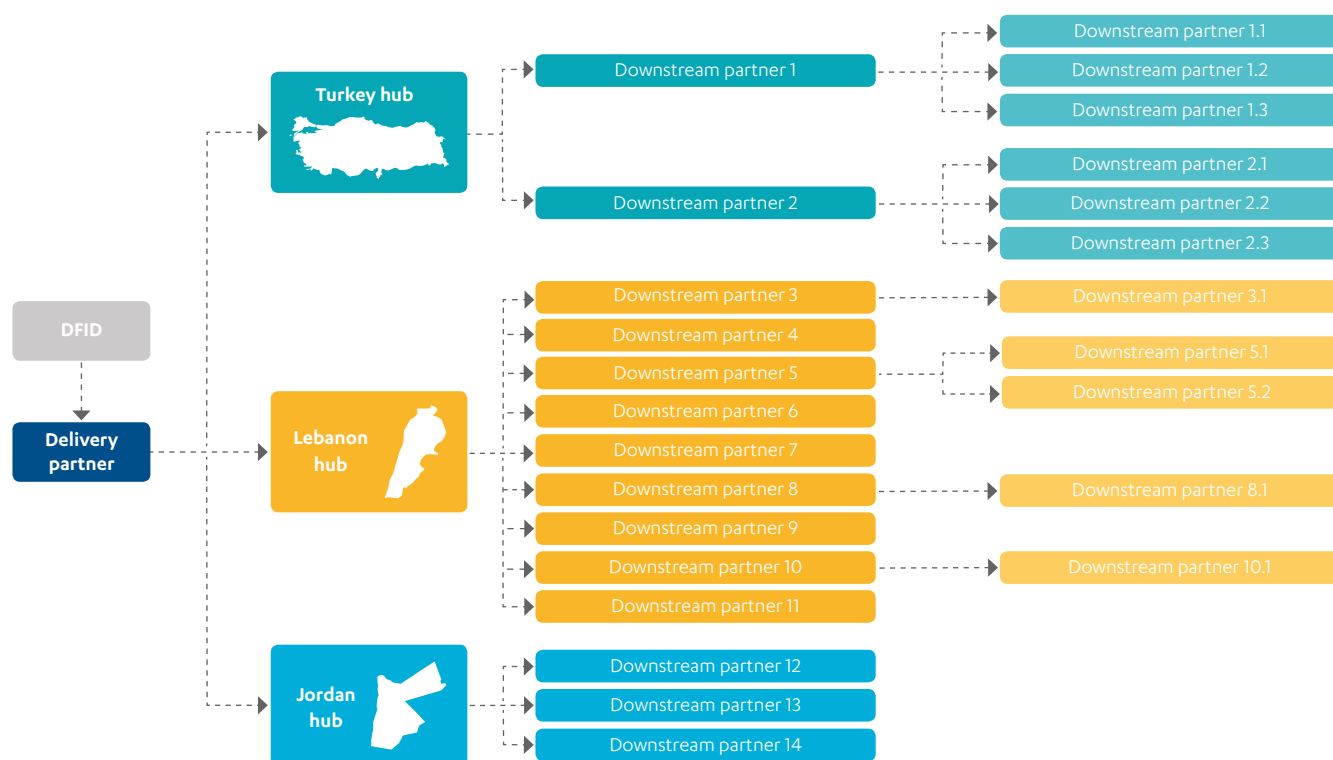 DFID
Delivery
partner
Turkey hub
Downstream partner 1
Downstream partner 1.1
Downstream partner 1.2
Downstream partner 1.3
Downstream partner 2
Downstream partner 2.1
Downstream partner 2.2
Downstream partner 2.3
Lebanon
hub
Downstream partner 3
Downstream partner 3.1
Downstream partner 4
Downstream partner 5
Downstream partner 5.1
Downstream partner 5.2
Downstream partner 6
Downstream partner 7
Downstream partner 8
Downstream partner 8.1
Downstream partner 9
Downstream partner 10
Downstream partner 10.1
Downstream partner 11
Jordan
hub
Downstream partner 12
Downstream partner 13
Downstream partner 14